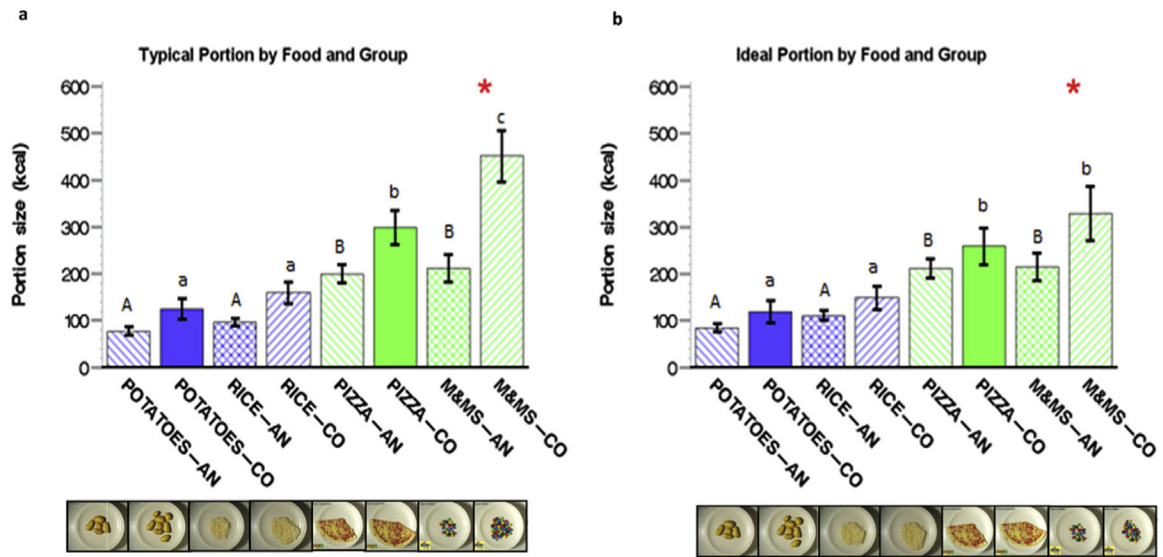 a
Typical Portion by Food and Group
Portion size (kcal)
600
500
400
300
200
100
0
A
a
A
a
B
b
B
*
c
POTATOES—AN
POTATOES—CO
RICE—AN
RICE—CO
PIZZA—AN
PIZZA—CO
M&MS—AN
M&MS—CO
b
Ideal Portion by Food and Group
Portion size (kcal)
600
500
400
300
200
100
0
A
a
A
a
B
b
B
*
b
POTATOES—AN
POTATOES—CO
RICE—AN
RICE—CO
PIZZA—AN
PIZZA—CO
M&MS—AN
M&MS—CO